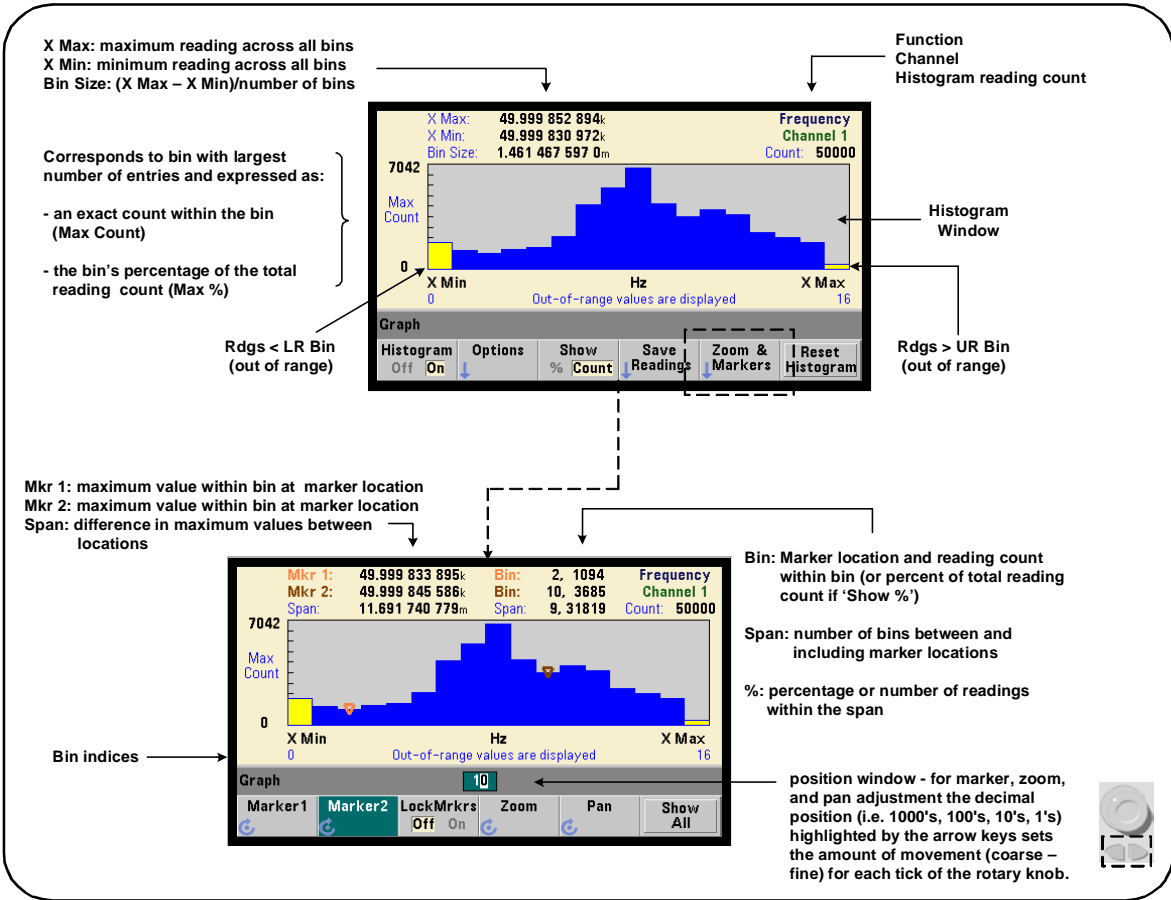 X Max: maximum reading across all bins
X Min: minimum reading across all bins
Bin Size: (X Max – X Min)/number of bins
Function
Channel
Histogram reading count
X Max: 49.999 852 894k Frequency
X Min: 49.999 830 972k Channel 1
Bin Size: 1.461 467 597 0m Count: 50000
Corresponds to bin with largest
number of entries and expressed as:
- an exact count within the bin
(Max Count)
- the bin's percentage of the total
reading count (Max %)
7042
Max
Count
0
X Min Hz X Max
0 Out-of-range values are displayed 16
Histogram
Window
Graph
Histogram Options Show Save Zoom & Reset
Off On % Count Readings Markers Histogram
Rdgs < LR Bin
(out of range)
Rdgs > UR Bin
(out of range)
Mkr 1: maximum value within bin at marker location
Mkr 2: maximum value within bin at marker location
Span: difference in maximum values between
locations
Mkr 1: 49.999 833 895k Bin: 2, 1094 Frequency
Mkr 2: 49.999 845 586k Bin: 10, 3685 Channel 1
Span: 11.691 740 779m Span: 9, 31819 Count: 50000
7042
Max
Count
0
X Min Hz X Max
0 Out-of-range values are displayed 16
Bin indices
Graph 10
Marker1 Marker2 LockMrkrs Zoom Pan Show
Off On All
Bin: Marker location and reading count
within bin (or percent of total reading
count if 'Show %')
Span: number of bins between and
including marker locations
%: percentage or number of readings
within the span
position window - for marker, zoom,
and pan adjustment the decimal
position (i.e. 1000's, 100's, 10's, 1's)
highlighted by the arrow keys sets
the amount of movement (coarse –
fine) for each tick of the rotary knob.